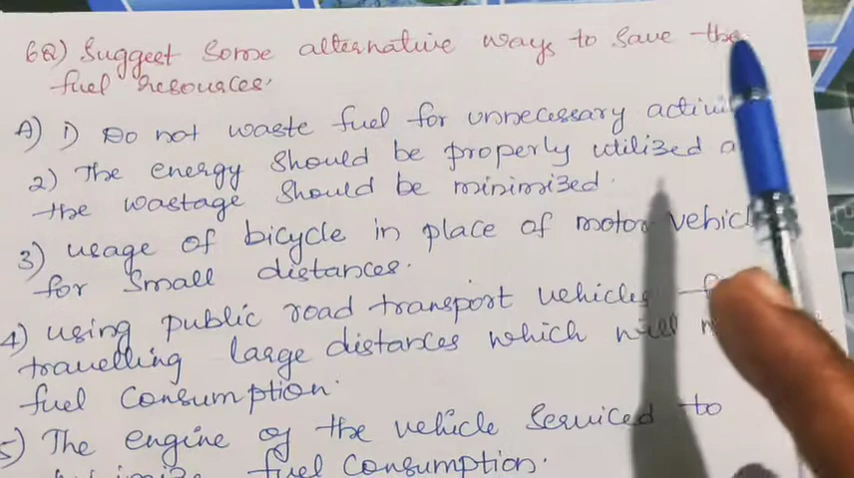 6Q) Suggest Some alternative ways to Save the
fuel resources.
A) 1) Do not waste fuel for unnecessary
2) The energy Should be properly utilized
the wastage Should be minimized.
3) usage of bicycle in place of motor
for Small distances.
4) using public road transport vehicles
travelling large distances which will
fuel Consumption.
5) The engine of the vehicle Serviced to
fuel Consumption.